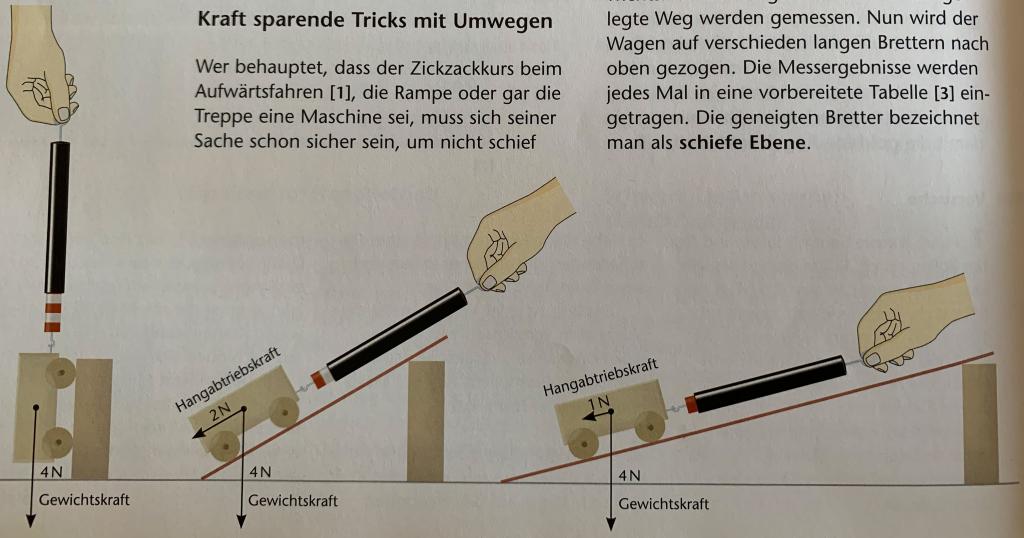 Kraft sparende Tricks mit Umwegen
Wer behauptet, dass der Zickzackkurs beim
Aufwärtsfahren [1], die Rampe oder gar die
Treppe eine Maschine sei, muss sich seiner
Sache schon sicher sein, um nicht schief
legte Weg werden gemessen. Nun wird der
Wagen auf verschieden langen Brettern nach
oben gezogen. Die Messergebnisse werden
jedes Mal in eine vorbereitete Tabelle [3] ein-
getragen. Die geneigten Bretter bezeichnet
man als schiefe Ebene.
4 N
Gewichtskraft
Hangabtriebskraft
2 N
4 N
Gewichtskraft
Hangabtriebskraft
1 N
4 N
Gewichtskraft